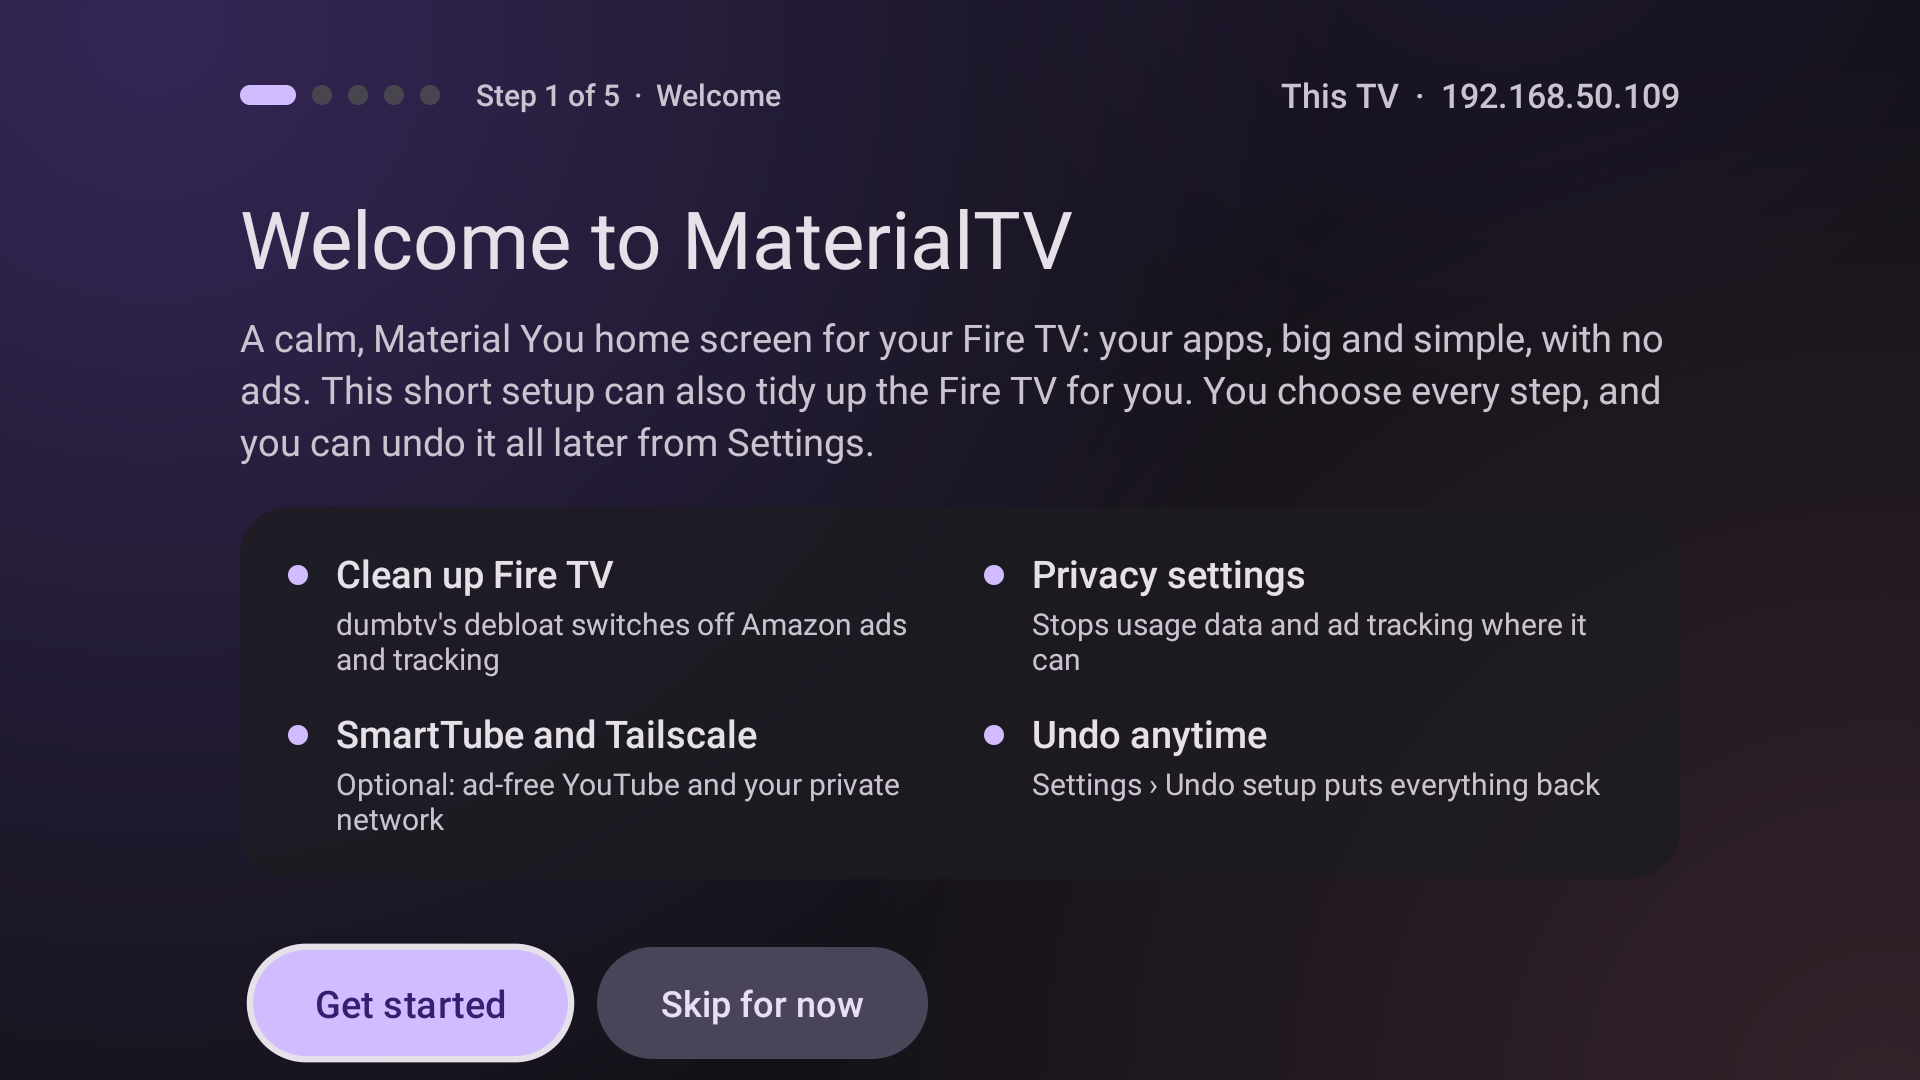 Step 1 of 5 · Welcome
This TV · 192.168.50.109
Welcome to MaterialTV
A calm, Material You home screen for your Fire TV: your apps, big and simple, with no
ads. This short setup can also tidy up the Fire TV for you. You choose every step, and
you can undo it all later from Settings.
Clean up Fire TV
dumbtv's debloat switches off Amazon ads
and tracking
Privacy settings
Stops usage data and ad tracking where it
can
SmartTube and Tailscale
Optional: ad-free YouTube and your private
network
Undo anytime
Settings › Undo setup puts everything back
Get started
Skip for now